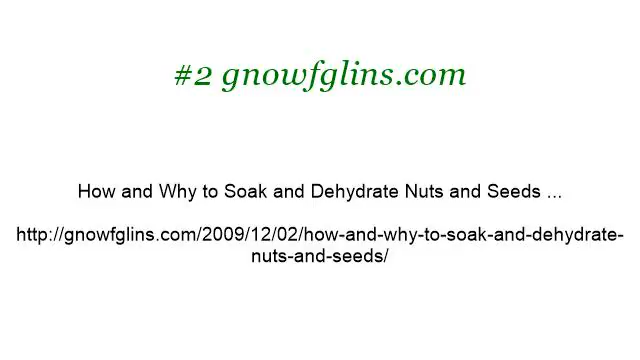 #2 gnowfglins.com
How and Why to Soak and Dehydrate Nuts and Seeds ...
http://gnowfglins.com/2009/12/02/how-and-why-to-soak-and-dehydrate-
nuts-and-seeds/